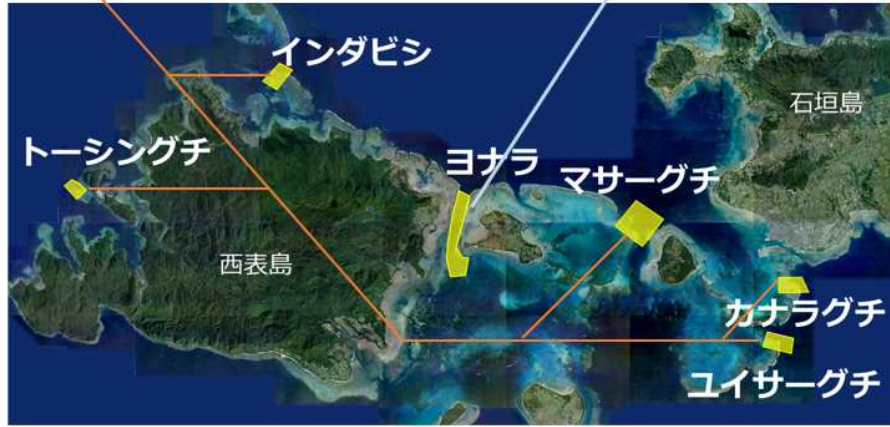 インダビシ
石垣島
トーシングチ
ヨナラ
マサーグチ
西表島
カナラグチ
ユイサーグチ